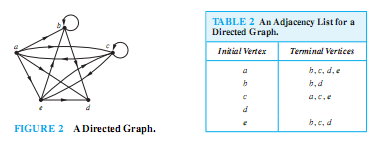 b
a
c
e
d
FIGURE 2 A Directed Graph.
TABLE 2 An Adjacency List for a
Directed Graph.
Initial Vertex Terminal Vertices
a b, c, d, e
b b, d
c a, c, e
d
e b, c, d